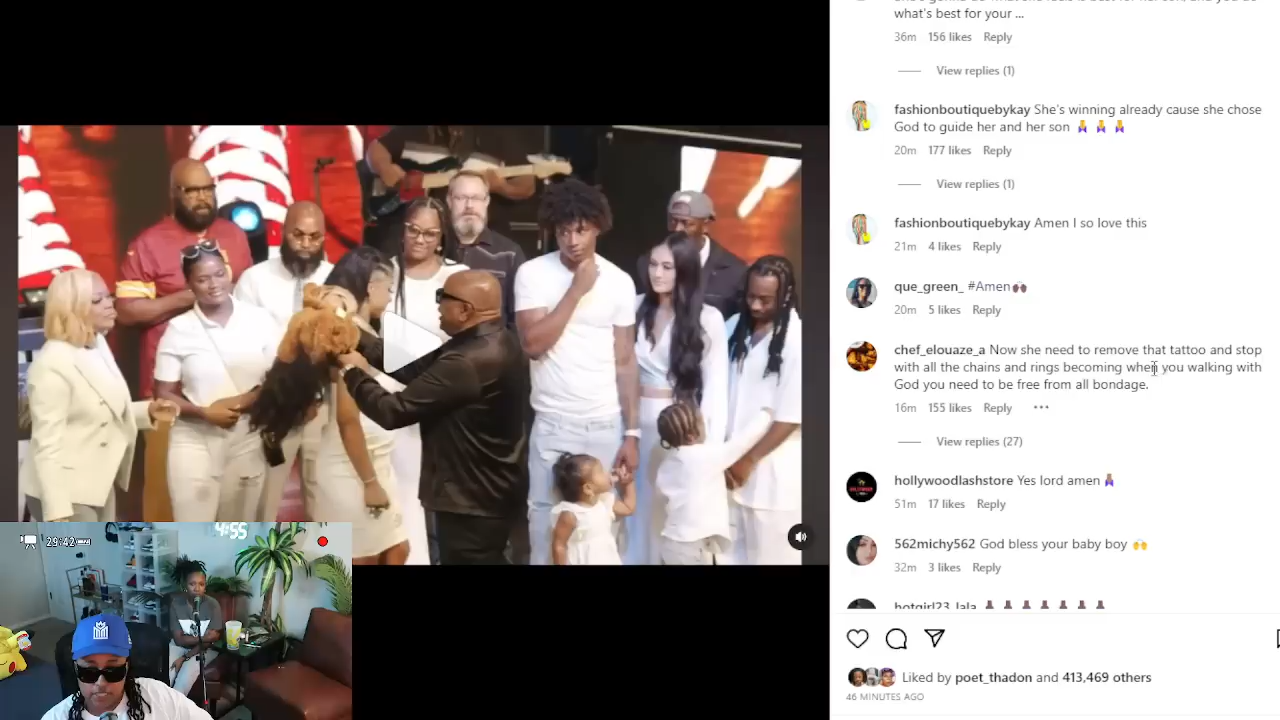 what's best for your ...
36m 156 likes Reply
View replies (1)
fashionboutiquebykay She's winning already cause she chose
God to guide her and her son 🙏 🙏 🙏
20m 177 likes Reply
View replies (1)
fashionboutiquebykay Amen I so love this
21m 4 likes Reply
que_green_ #Amen🙌🏿
20m 5 likes Reply
chef_elouaze_a Now she need to remove that tattoo and stop
with all the chains and rings becoming when you walking with
God you need to be free from all bondage.
16m 155 likes Reply •••
View replies (27)
hollywoodlashstore Yes lord amen🙏🏽
51m 17 likes Reply
562michy562 God bless your baby boy 🙌
32m 3 likes Reply
hotgirl23_lala 🙏🏿 🙏🏿 🙏🏿 🙏🏿 🙏🏿 🙏🏿 🙏🏿
Liked by poet_thadon and 413,469 others
46 MINUTES AGO
4:55
29:42